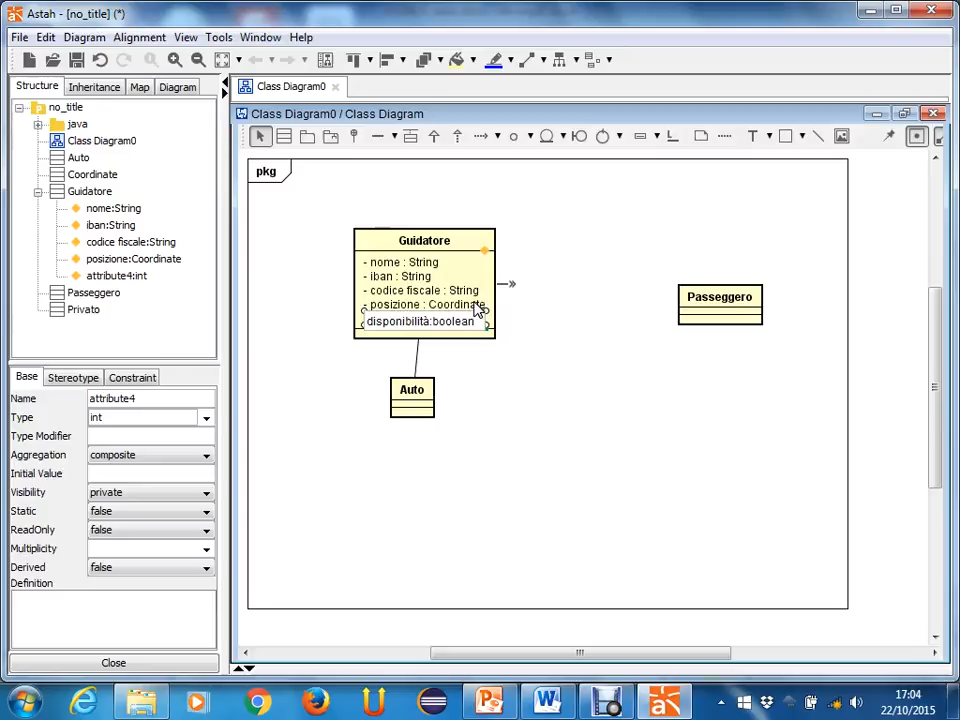 Astah - [no_title] (*)
File Edit Diagram Alignment View Tools Window Help
Structure Inheritance Map Diagram
no_title
java
Class Diagram0
Auto
Coordinate
Guidatore
nome:String
iban:String
codice fiscale:String
posizione:Coordinate
attribute4:int
Passeggero
Privato
Base Stereotype Constraint
Name attribute4
Type int
Type Modifier
Aggregation composite
Initial Value
Visibility private
Static false
ReadOnly false
Multiplicity
Derived false
Definition
Close
Class Diagram0
Class Diagram0 / Class Diagram
pkg
Guidatore
- nome : String
- iban : String
- codice fiscale : String
- posizione : Coordinate
disponibilità:boolean
Passeggero
Auto
17:04
22/10/2015